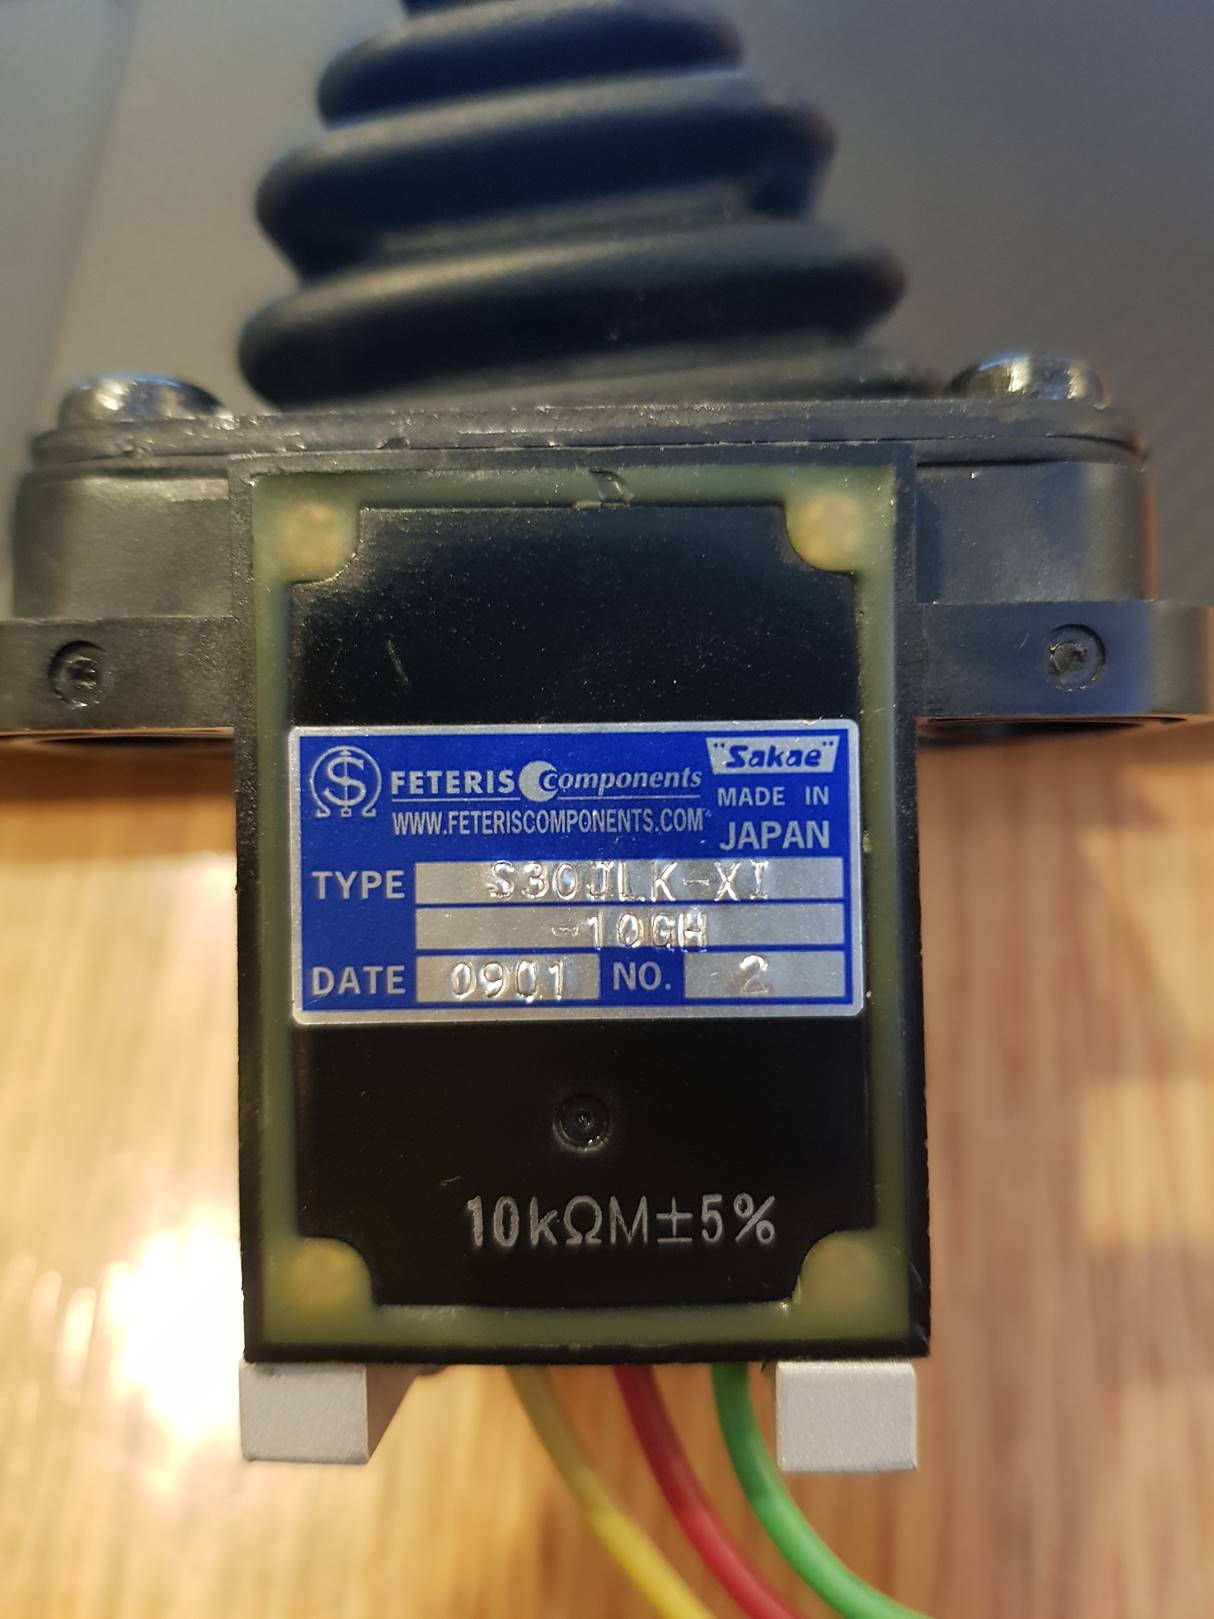 FETERIS components
WWW.FETERISCOMPONENTS.COM
"Sakae"
MADE IN
JAPAN
TYPE S30JLK-XI
-10GH
DATE 0901 NO. 2
10kΩM±5%